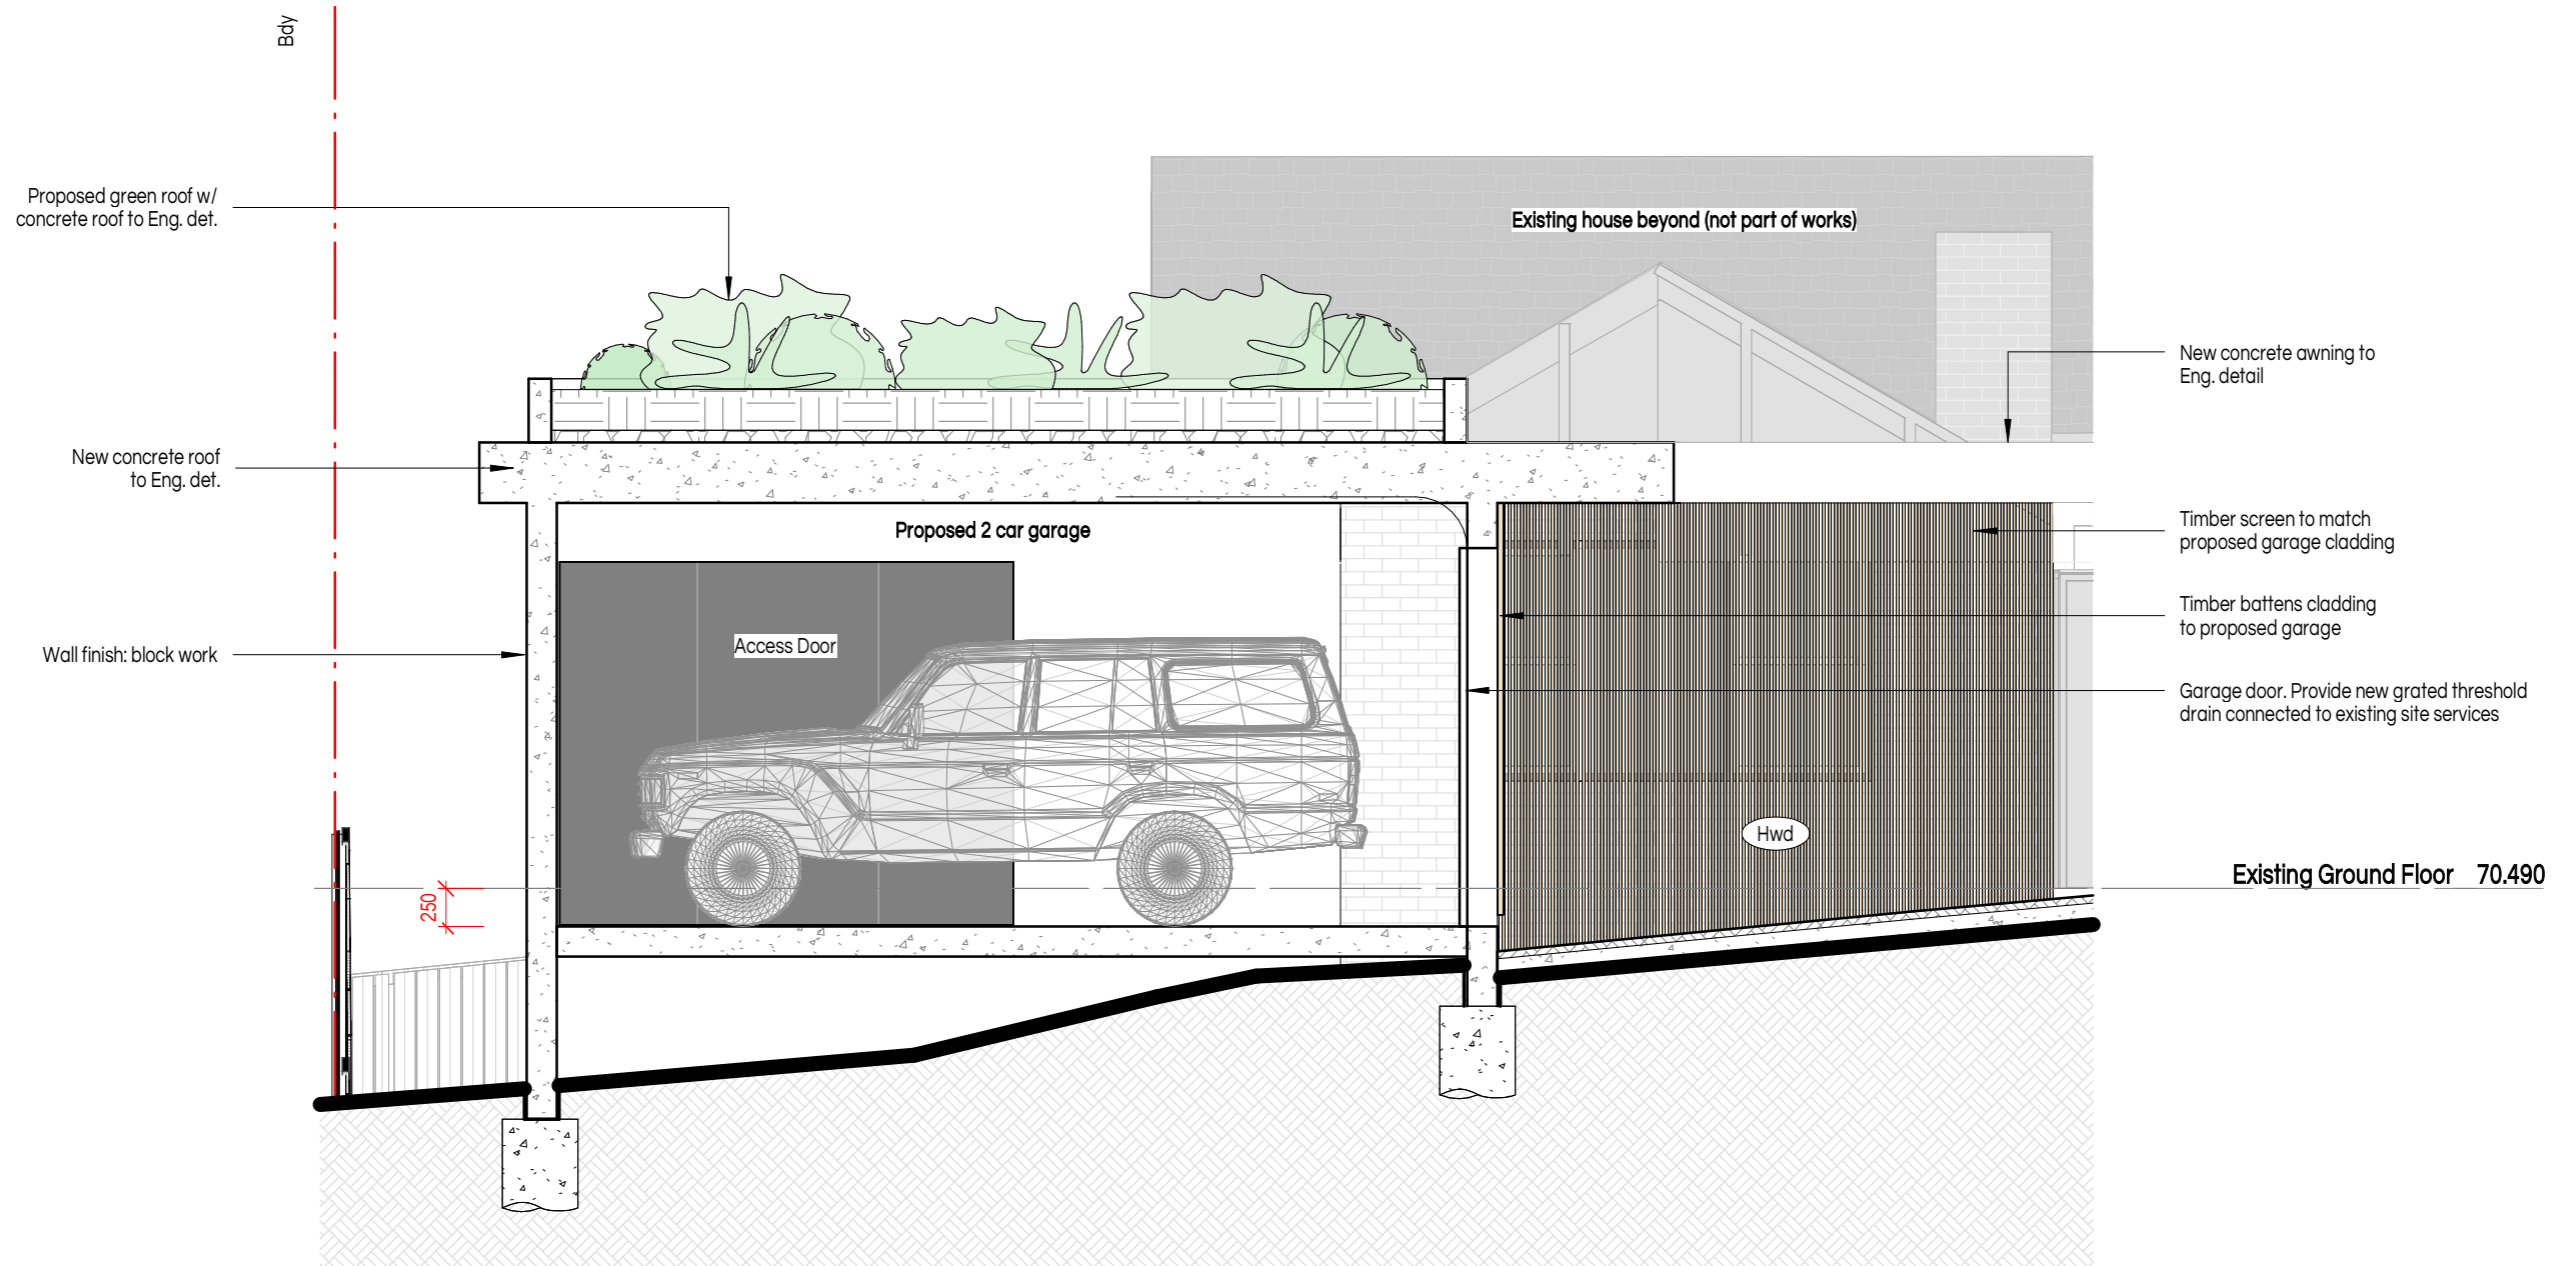 Bdy
Proposed green roof w/
concrete roof to Eng. det.
Existing house beyond (not part of works)
New concrete awning to
Eng. detail
New concrete roof
to Eng. det.
Proposed 2 car garage
Timber screen to match
proposed garage cladding
Timber battens cladding
to proposed garage
Access Door
Wall finish: block work
Garage door. Provide new grated threshold
drain connected to existing site services
Hwd
Existing Ground Floor 70.490
250